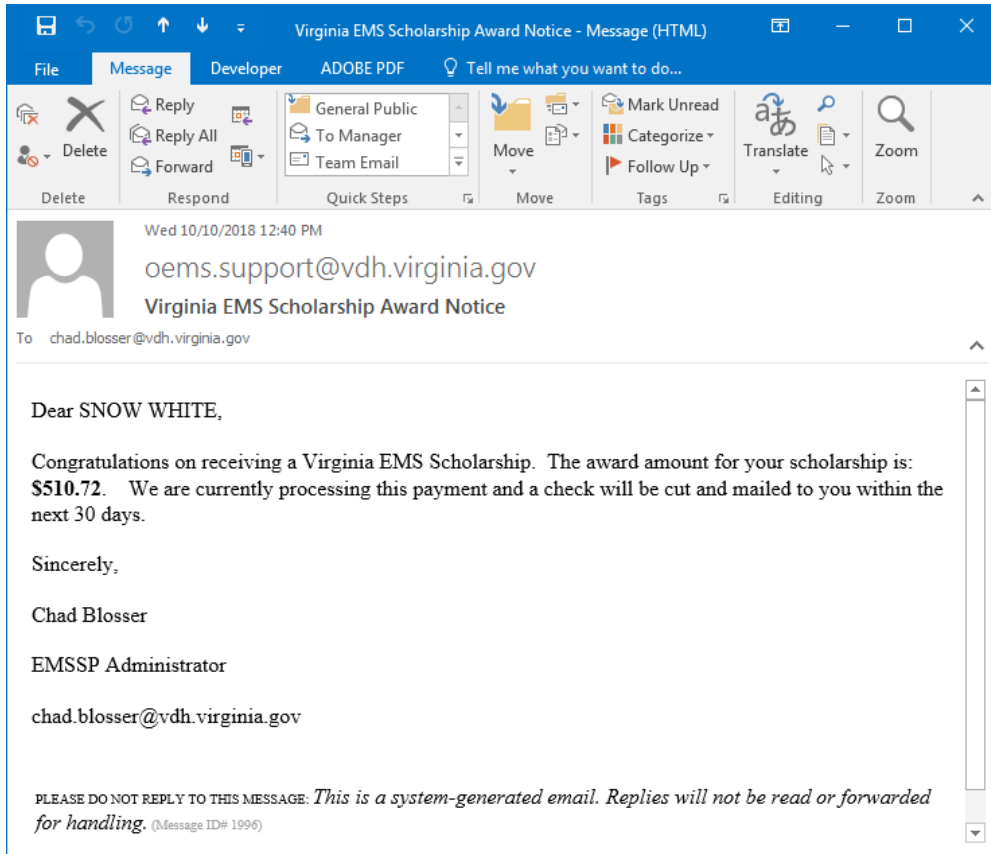 Virginia EMS Scholarship Award Notice - Message (HTML)
File Message Developer ADOBE PDF Tell me what you want to do...
Delete
Reply
Reply All
Forward
General Public
To Manager
Team Email
Move
Mark Unread
Categorize
Follow Up
Translate
Zoom
Delete Respond Quick Steps Move Tags Editing Zoom
Wed 10/10/2018 12:40 PM
oems.support@vdh.virginia.gov
Virginia EMS Scholarship Award Notice
To chad.blosser@vdh.virginia.gov
Dear SNOW WHITE,
Congratulations on receiving a Virginia EMS Scholarship. The award amount for your scholarship is:
$510.72. We are currently processing this payment and a check will be cut and mailed to you within the
next 30 days.
Sincerely,
Chad Blosser
EMSSP Administrator
chad.blosser@vdh.virginia.gov
PLEASE DO NOT REPLY TO THIS MESSAGE: This is a system-generated email. Replies will not be read or forwarded
for handling. (Message ID# 1996)